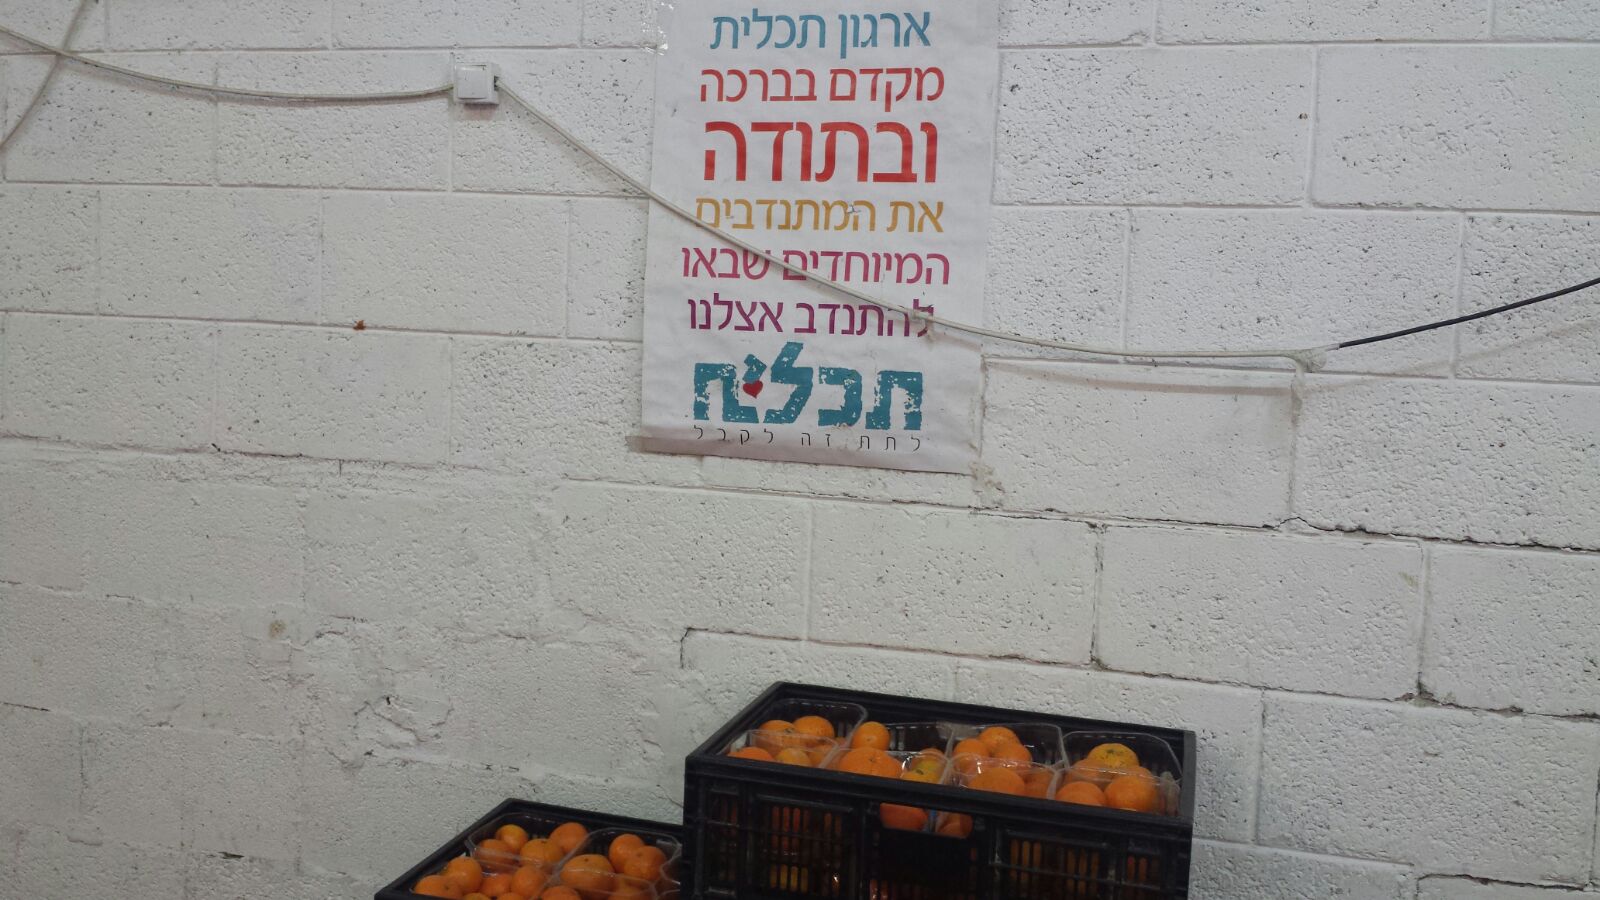 ארגון תכלית
מקדם בברכה
ובתודה
את המתנדבים
המיוחדים שבאו
להתנדב אצלנו
תכלית
לתת זה לקבל